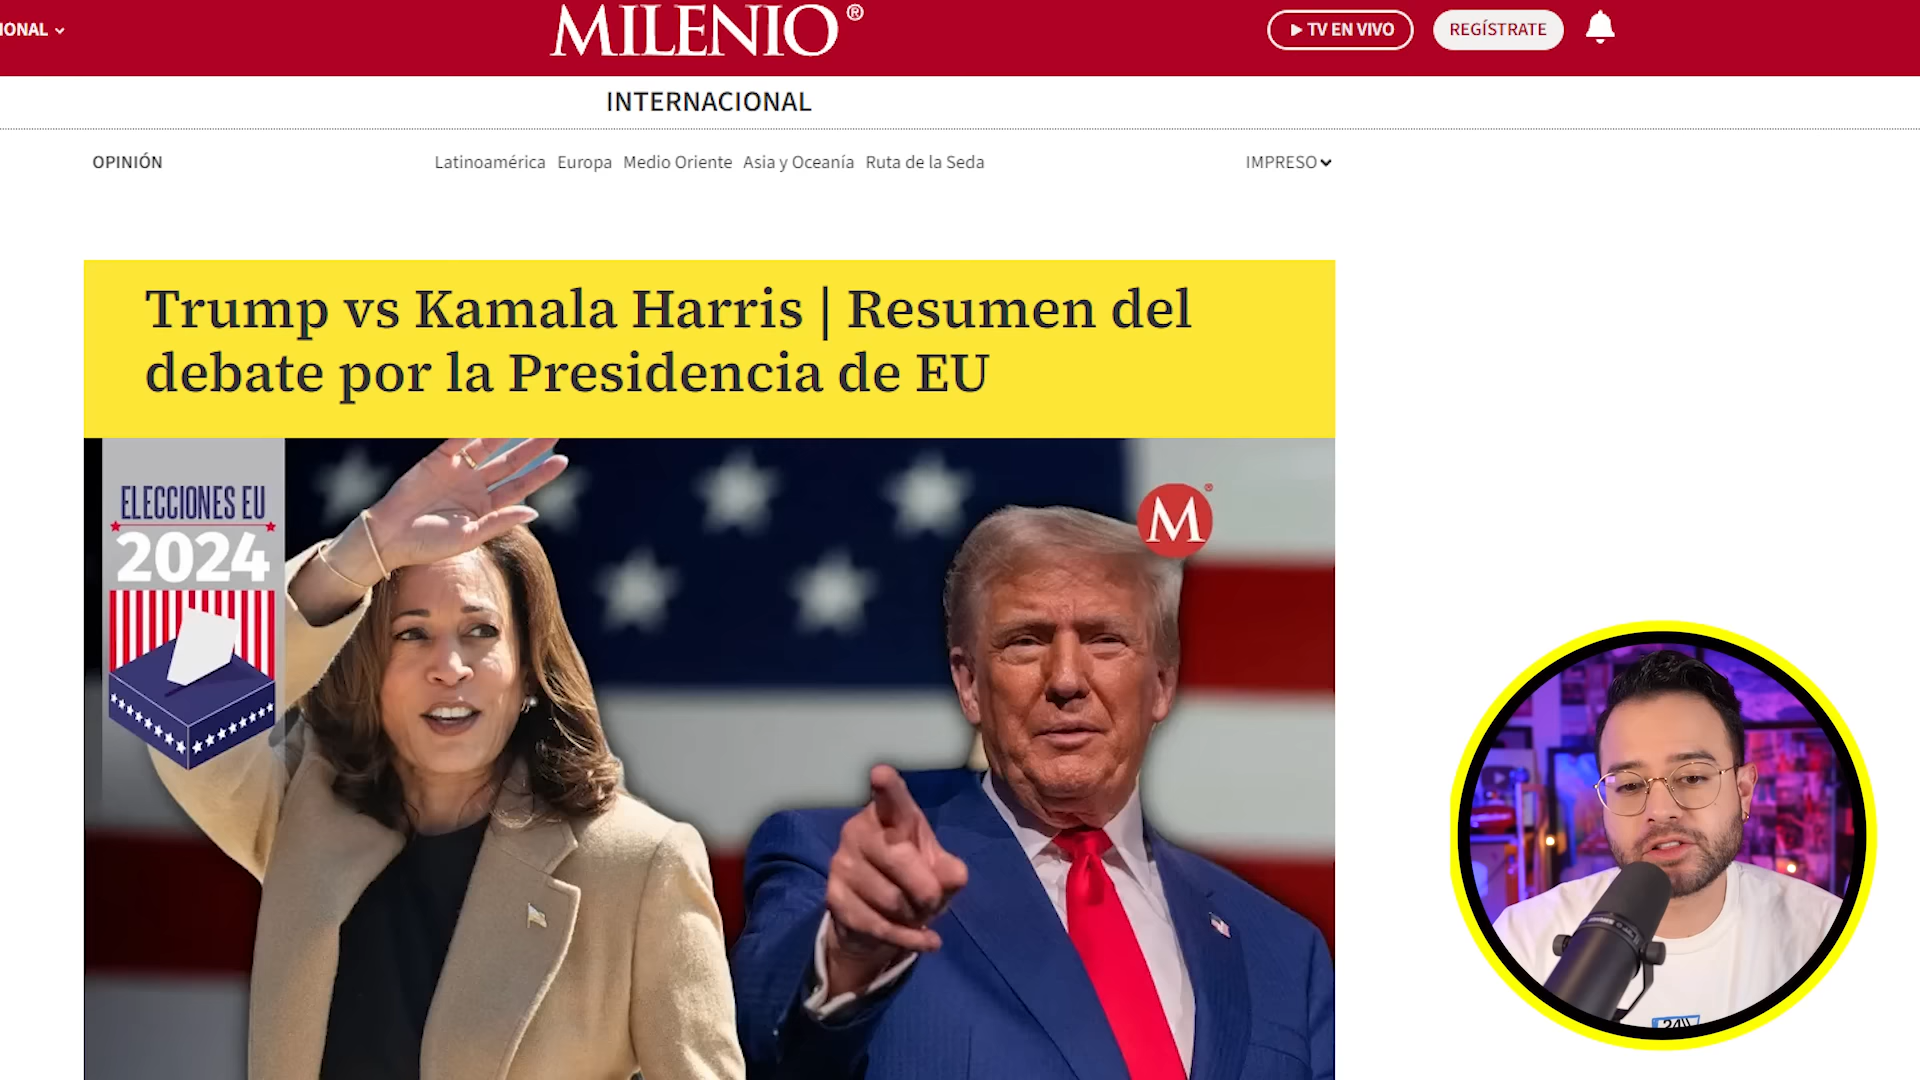 IONAL
MILENIO®
TV EN VIVO
REGÍSTRATE
INTERNACIONAL
OPINIÓN
Latinoamérica Europa Medio Oriente Asia y Oceanía Ruta de la Seda
IMPRESO
Trump vs Kamala Harris | Resumen del
debate por la Presidencia de EU
ELECCIONES EU
2024
M®